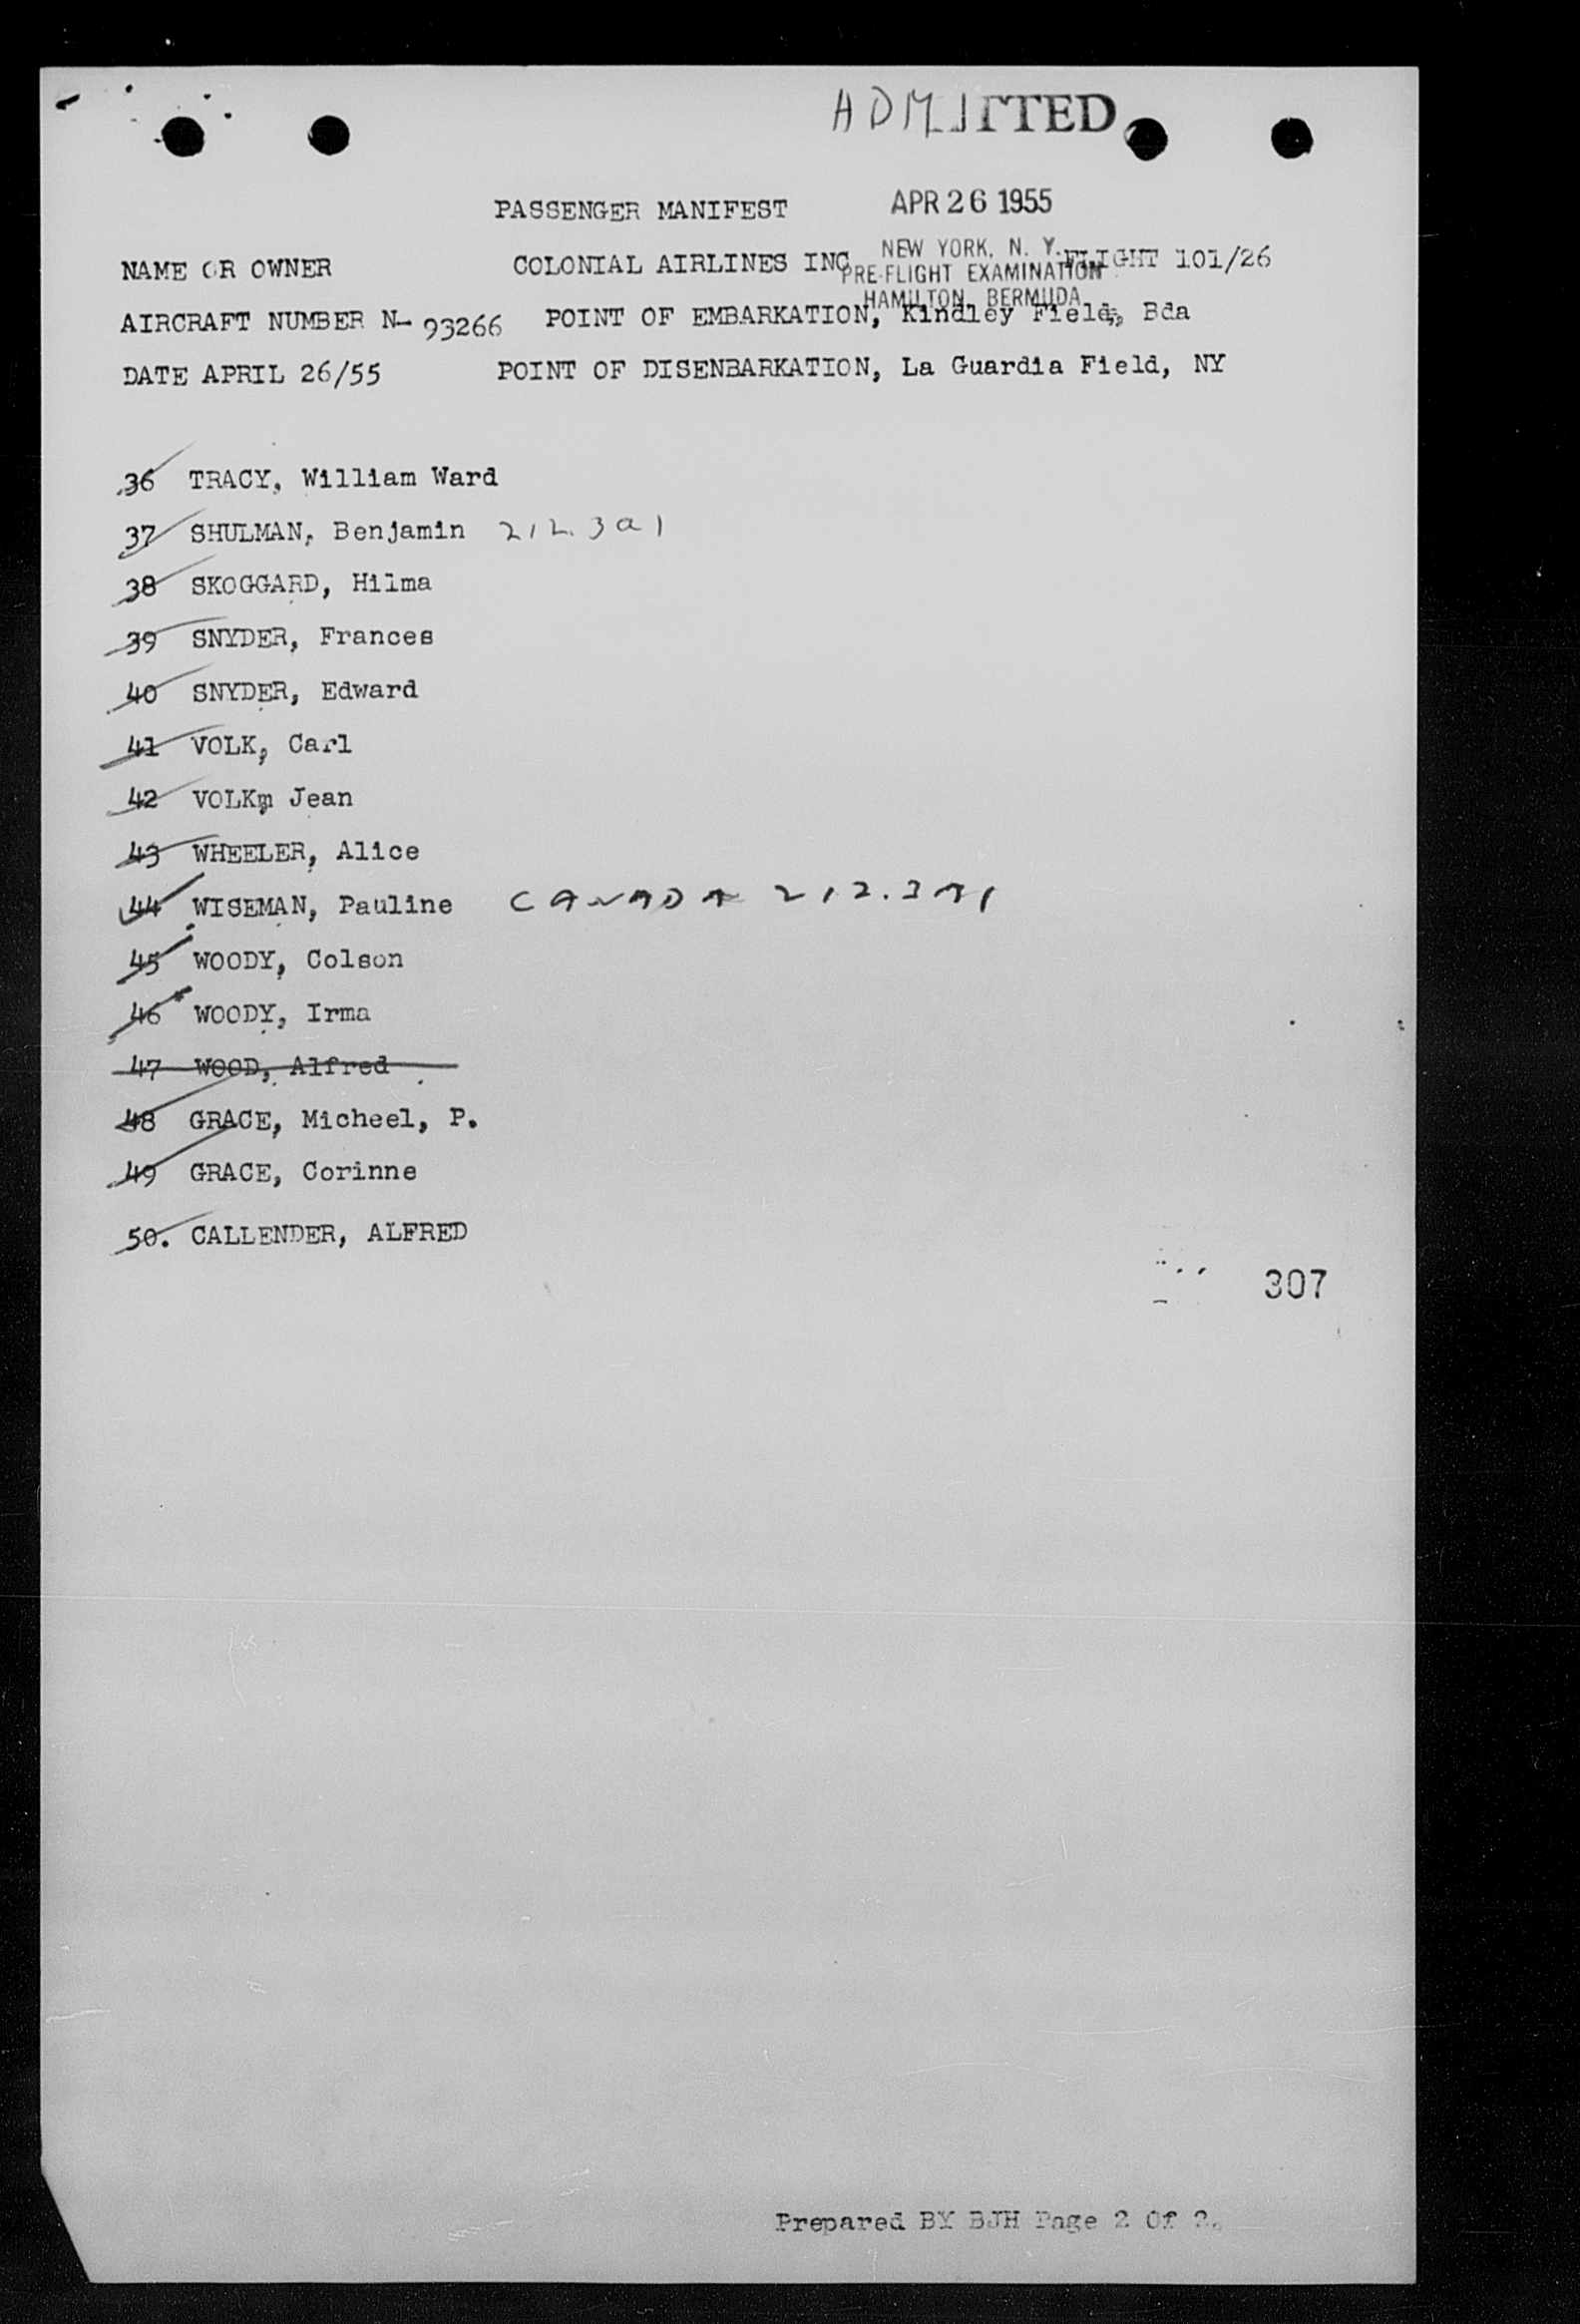 ADMITTED
PASSENGER MANIFEST APR 26 1955
NEW YORK, N. Y.
NAME OR OWNER COLONIAL AIRLINES INC FLIGHT 101/26
PRE-FLIGHT EXAMINATION
HAMILTON, BERMUDA
AIRCRAFT NUMBER N- 93266 POINT OF EMBARKATION, Kindley Field, Bda
DATE APRIL 26/55 POINT OF DISENBARKATION, La Guardia Field, NY
36 TRACY, William Ward
37 SHULMAN, Benjamin 212.3a1
38 SKOGGARD, Hilma
39 SNYDER, Frances
40 SNYDER, Edward
41 VOLK, Carl
42 VOLKm Jean
43 WHEELER, Alice
44 WISEMAN, Pauline CANADA 212.3A1
45 WOODY, Colson
46 WOODY, Irma
47 WOOD, Alfred
48 GRACE, Micheel, P.
49 GRACE, Corinne
50. CALLENDER, ALFRED
307
Prepared BY BJH Page 2 Of 2.